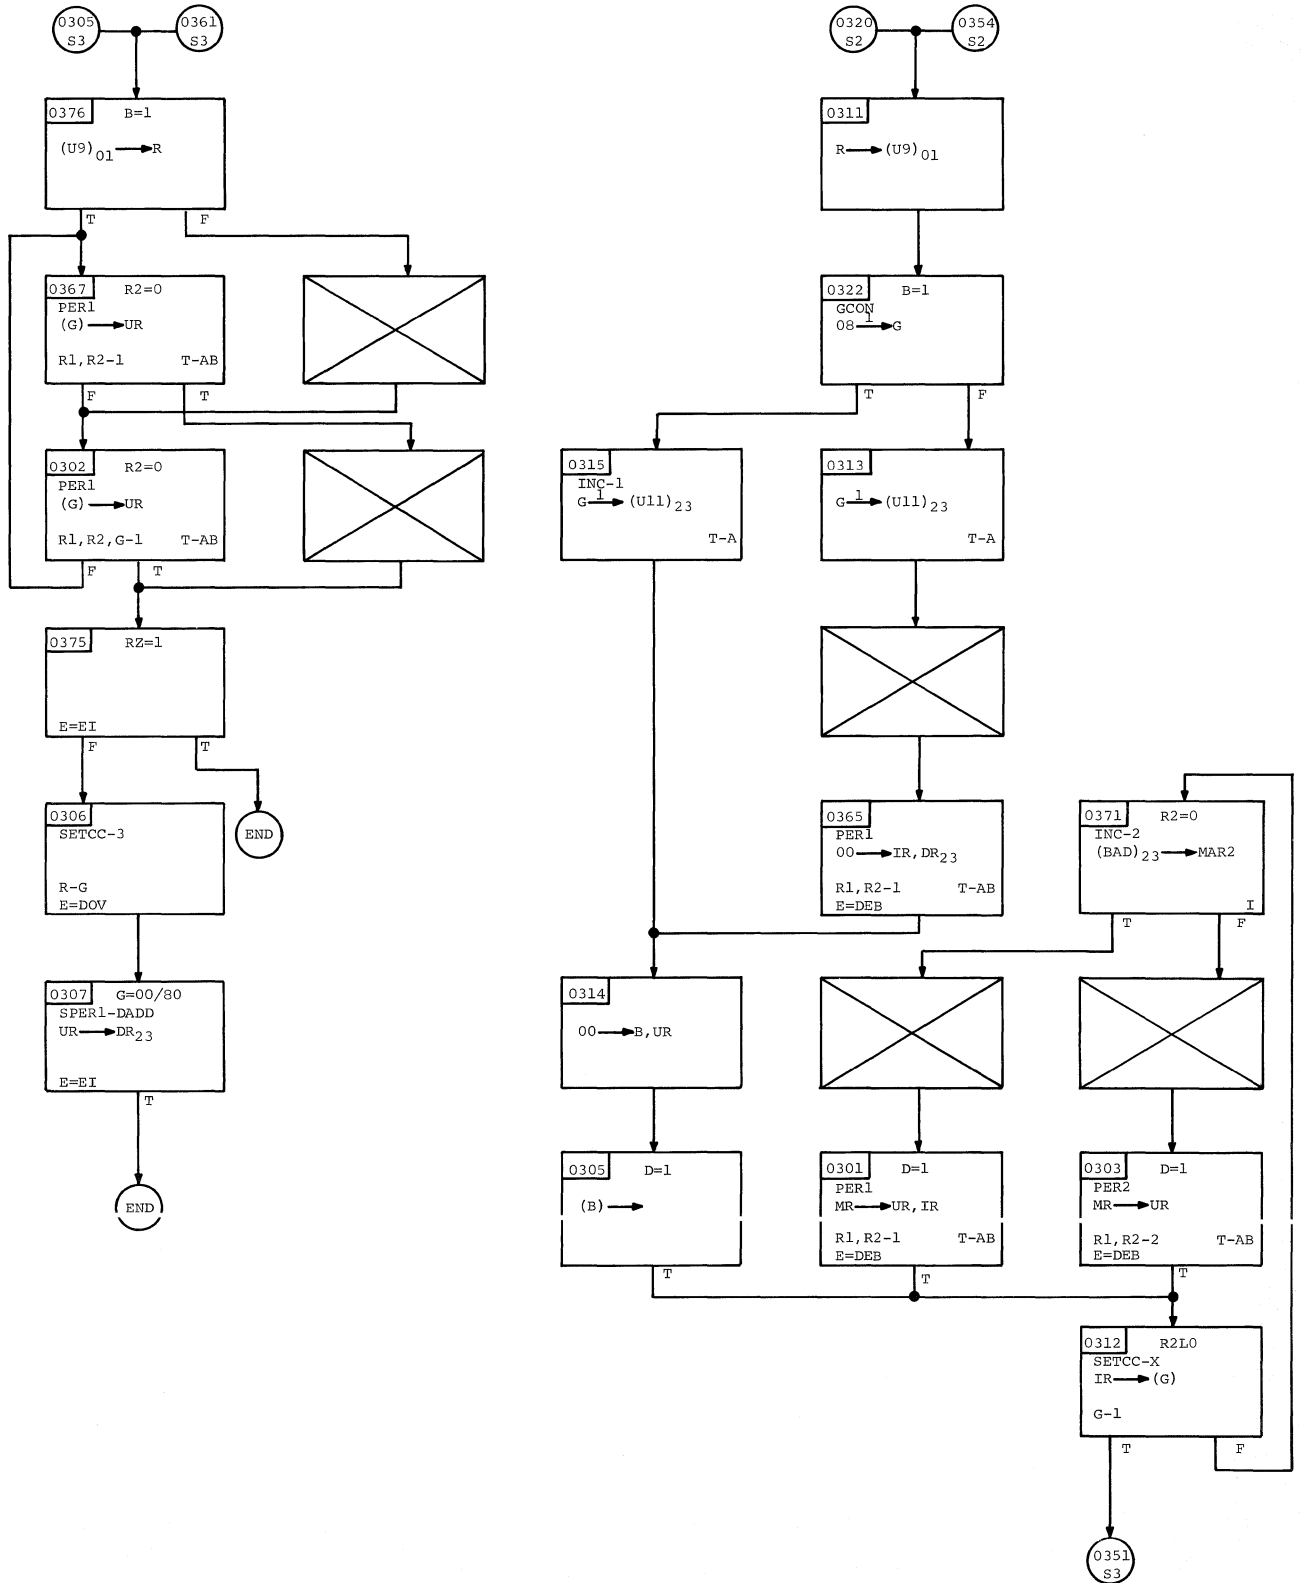 0305
S3
0361
S3
0376 B=1
(U9)01 R
T F
0367 R2=0
PER1
(G) UR
R1,R2-1 T-AB
F T
0302 R2=0
PER1
(G) UR
R1,R2,G-1 T-AB
F T
0375 RZ=1
E=EI
F T
0306
SETCC-3
R-G
E=DOV
END
0307 G=00/80
SPER1-DADD
UR DR23
E=EI
T
END
0320
S2
0354
S2
0311
R (U9)01
0322 B=1
GCON
08 1 G
T F
0315
INC-1
G 1 (U11)23
T-A
0313
G 1 (U11)23
T-A
0365
PER1
00 IR,DR23
R1,R2-1 T-AB
E=DEB
0371 R2=0
INC-2
(BAD)23 MAR2
I
T F
0314
00 B,UR
0305 D=1
(B)
T
0301 D=1
PER1
MR UR,IR
R1,R2-1 T-AB
E=DEB
T
0303 D=1
PER2
MR UR
R1,R2-2 T-AB
E=DEB
T
0312 R2L0
SETCC-X
IR (G)
G-1
T F
0351
S3